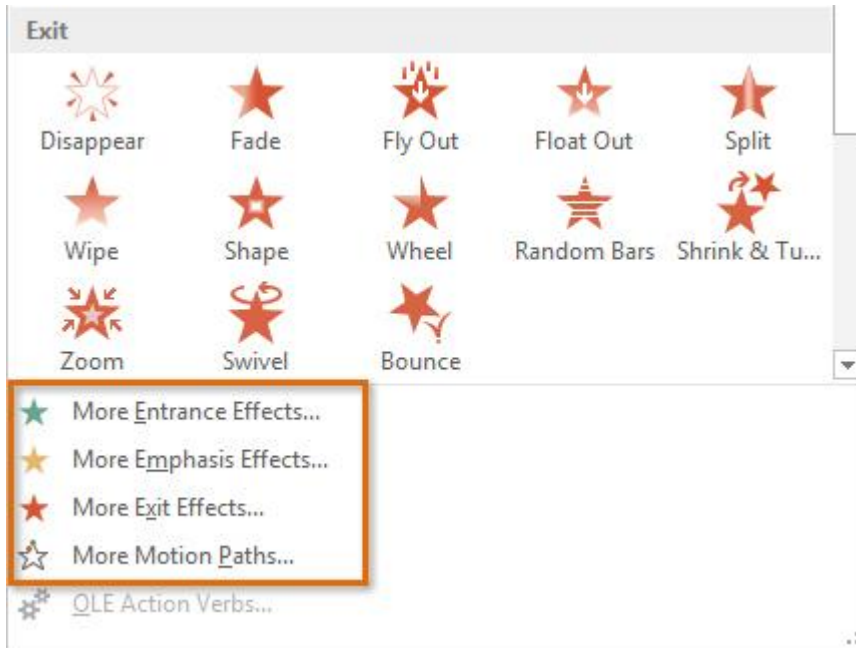 Exit
Disappear Fade Fly Out Float Out Split
Wipe Shape Wheel Random Bars Shrink & Tu...
Zoom Swivel Bounce
More Entrance Effects...
More Emphasis Effects...
More Exit Effects...
More Motion Paths...
OLE Action Verbs...